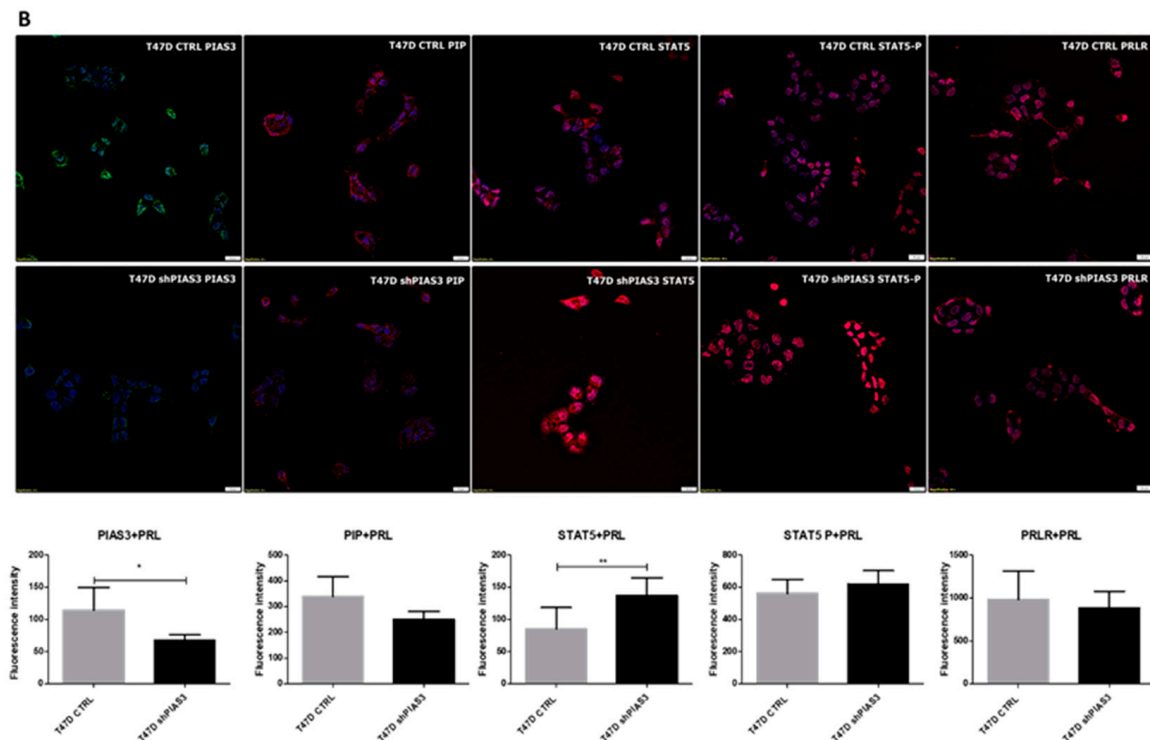 B
T47D CTRL PIAS3
T47D CTRL PIP
T47D CTRL STAT5
T47D CTRL STAT5-P
T47D CTRL PRLR
T47D shPIAS3 PIAS3
T47D shPIAS3 PIP
T47D shPIAS3 STAT5
T47D shPIAS3 STAT5-P
T47D shPIAS3 PRLR
PIAS3+PRL
Fluorescence intensity
200
150
100
50
0
*
T47D CTRL
T47D shPIAS3
PIP+PRL
Fluorescence intensity
500
400
300
200
100
0
T47D CTRL
T47D shPIAS3
STAT5+PRL
Fluorescence intensity
200
150
100
50
0
**
T47D CTRL
T47D shPIAS3
STAT5 P+PRL
Fluorescence intensity
800
600
400
200
0
T47D CTRL
T47D shPIAS3
PRLR+PRL
Fluorescence intensity
1500
1000
500
0
T47D CTRL
T47D shPIAS3